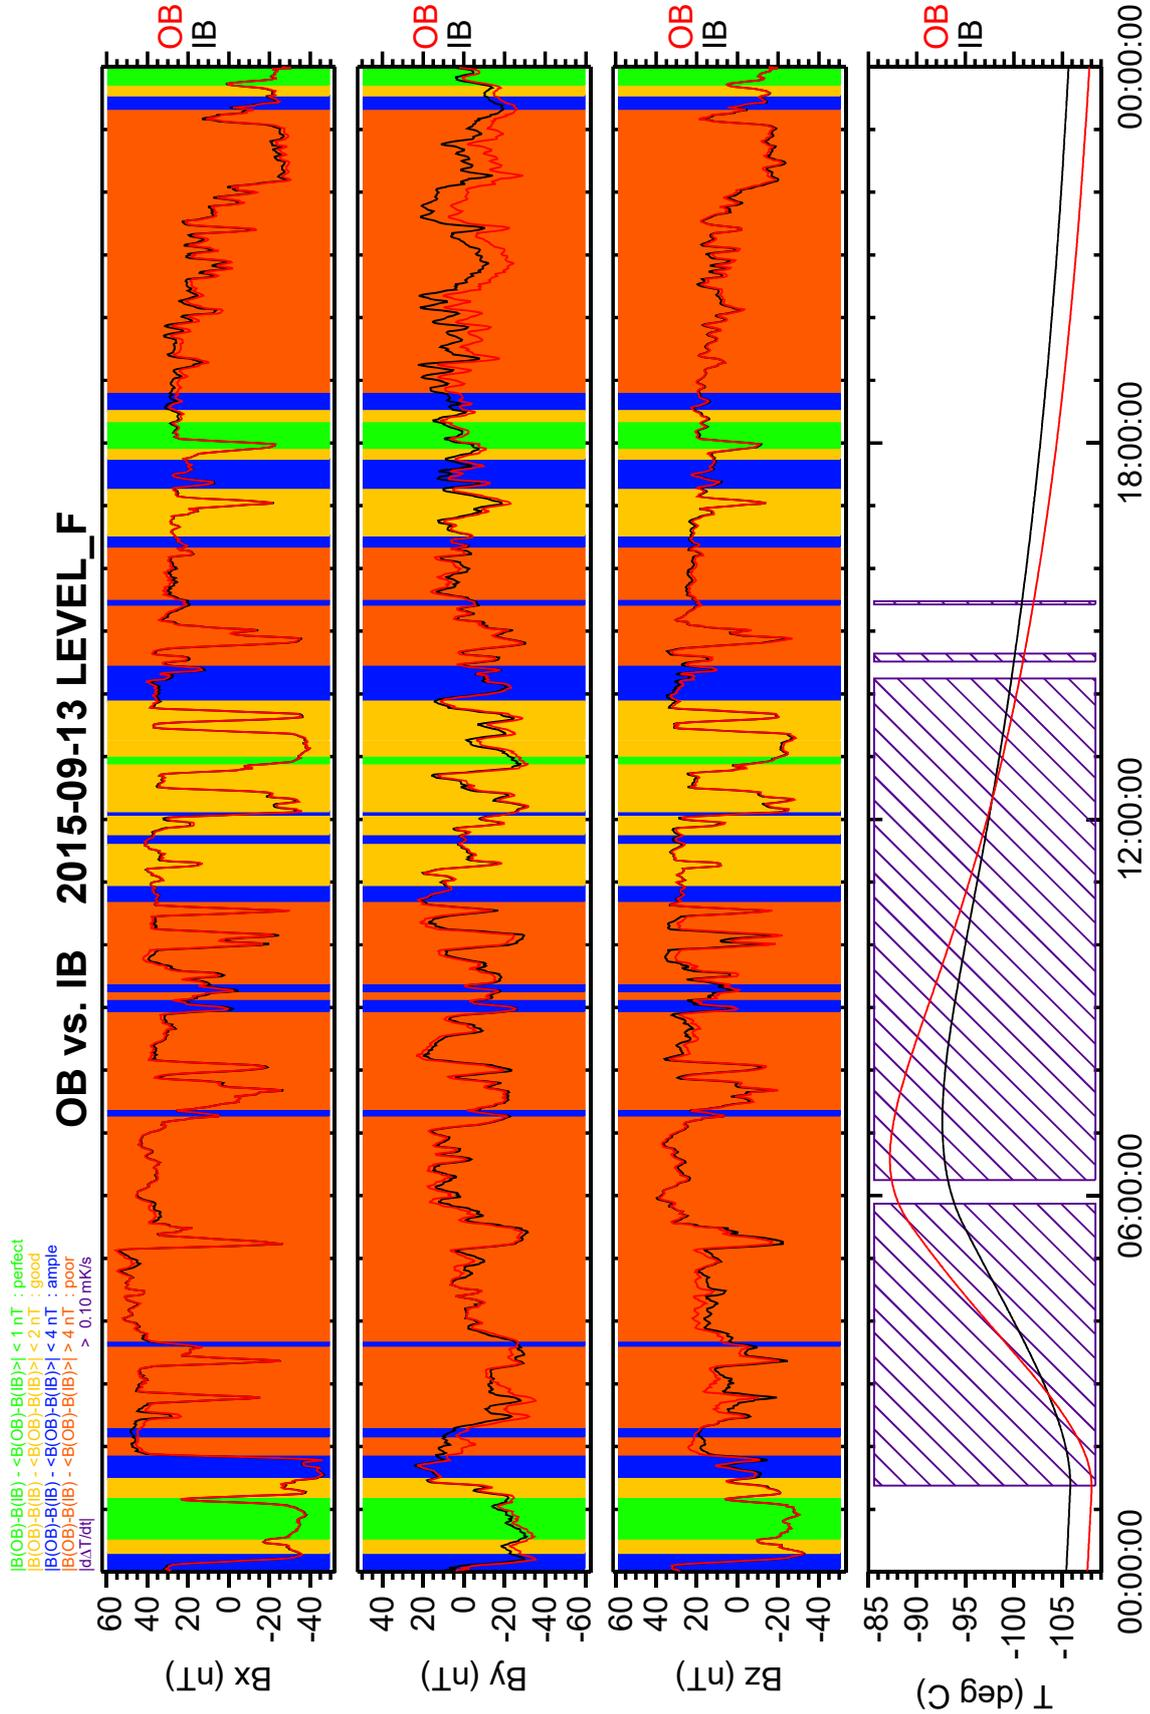 |B(OB)-B(IB) - <B(OB)-B(IB)>| < 1 nT : perfect
|B(OB)-B(IB) - <B(OB)-B(IB)>| < 2 nT : good
|B(OB)-B(IB) - <B(OB)-B(IB)>| < 4 nT : ample
|B(OB)-B(IB) - <B(OB)-B(IB)>| > 4 nT : poor
|dΔT/dt| > 0.10 mK/s
OB vs. IB 2015-09-13 LEVEL_F
Bx (nT)
60
40
20
0
-20
-40
OB
IB
By (nT)
40
20
0
-20
-40
-60
OB
IB
Bz (nT)
60
40
20
0
-20
-40
OB
IB
T (deg C)
-85
-90
-95
-100
-105
OB
IB
00:00:00
06:00:00
12:00:00
18:00:00
00:00:00